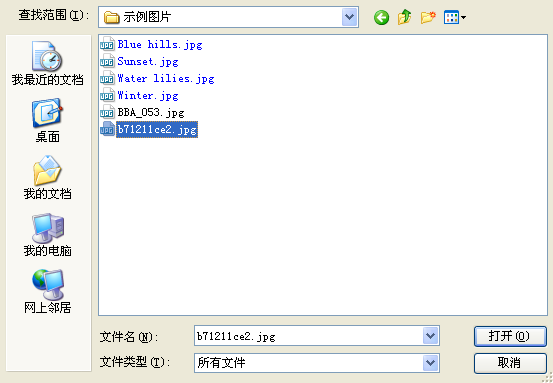 查找范围(I): 示例图片
Blue hills.jpg
Sunset.jpg
Water lilies.jpg
Winter.jpg
BBA_053.jpg
b71211ce2.jpg
我最近的文档
桌面
我的文档
我的电脑
网上邻居
文件名(N): b71211ce2.jpg 打开(O)
文件类型(T): 所有文件 取消